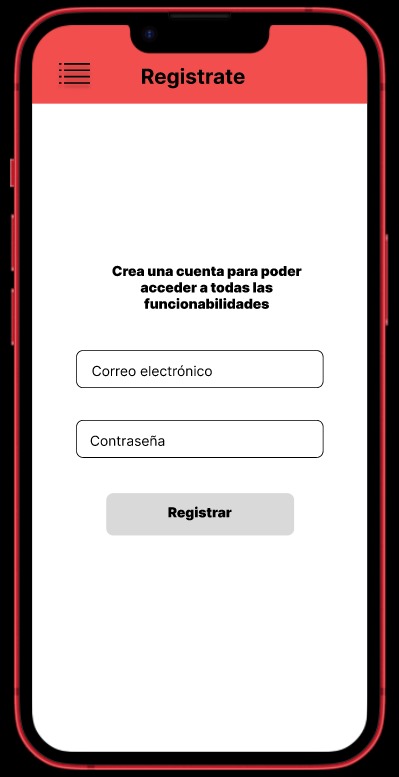 Registrate
Crea una cuenta para poder
acceder a todas las
funcionabilidades
Correo electrónico
Contraseña
Registrar